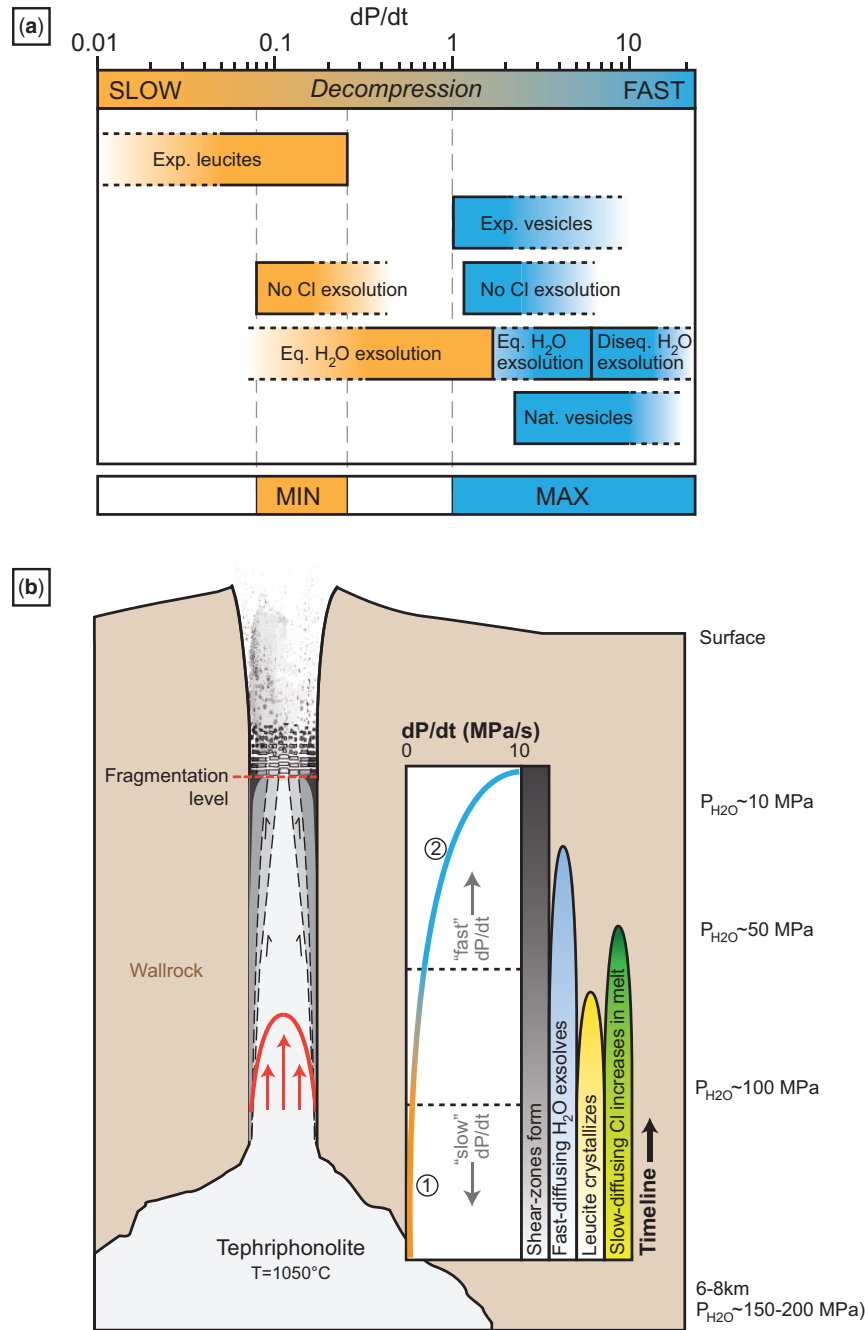 (a)
dP/dt
0.01 0.1 1 10
SLOW Decompression FAST
Exp. leucites
Exp. vesicles
No Cl exsolution No Cl exsolution
Eq. H₂O exsolution
Eq. H₂O
exsolution
Diseq. H₂O
exsolution
Nat. vesicles
MIN MAX
(b)
Surface
Fragmentation
level
Wallrock
Tephriphonolite
T=1050°C
dP/dt (MPa/s)
0 10
②
"fast"
dP/dt
"slow"
dP/dt
①
Shear-zones form
Fast-diffusing H₂O exsolves
Leucite crystallizes
Slow-diffusing Cl increases in melt
Timeline
P_H2O~10 MPa
P_H2O~50 MPa
P_H2O~100 MPa
6-8km
P_H2O~150-200 MPa)